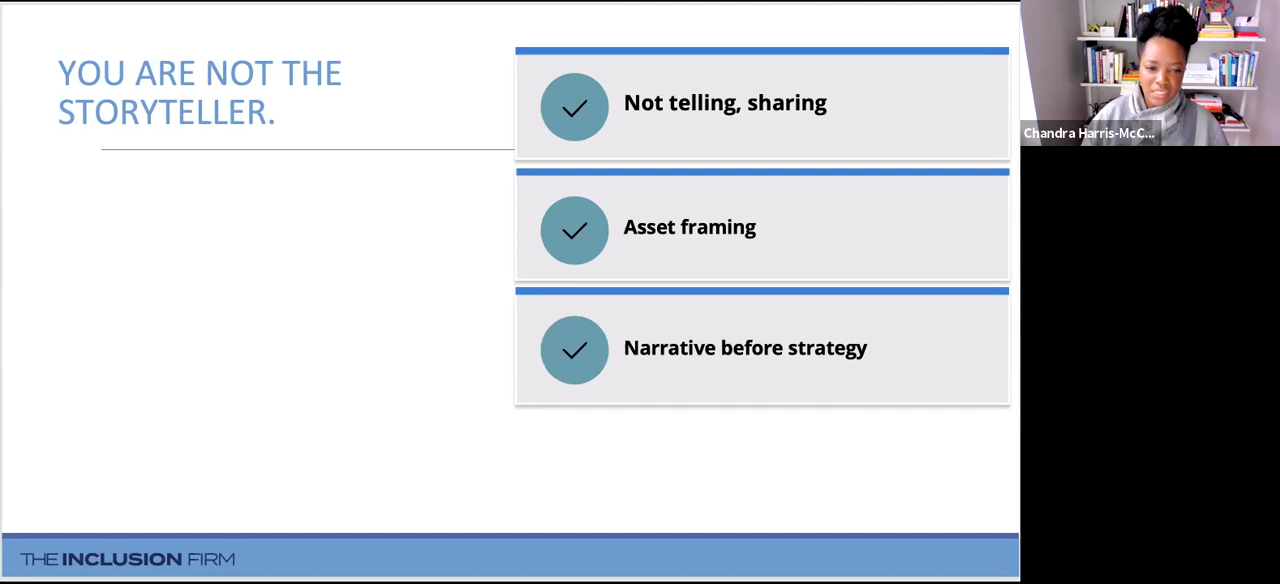 YOU ARE NOT THE
STORYTELLER.
Not telling, sharing
Asset framing
Narrative before strategy
Chandra Harris-McC...
THE INCLUSION FIRM